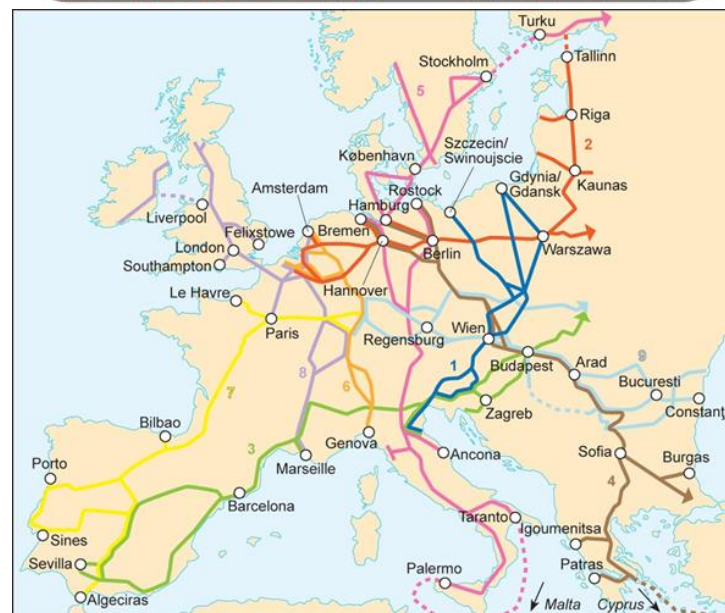 Turku
Stockholm
Tallinn
5
Riga
2
Szczecin/
Swinoujscie
København
Gdynia/
Gdansk
Kaunas
Rostock
Amsterdam
Hamburg
Liverpool
Felixstowe
Bremen
London
Berlin
Warszawa
Southampton
Hannover
Le Havre
Paris
Regensburg
Wien
1
Budapest
Arad
9
8
6
Bucuresti
7
Zagreb
Constanţ
Bilbao
3
Genova
Marseille
Ancona
Sofia
Burgas
Porto
4
Barcelona
Sines
Taranto
Igoumenitsa
Sevilla
Palermo
Patras
Algeciras
Malta
Cyprus